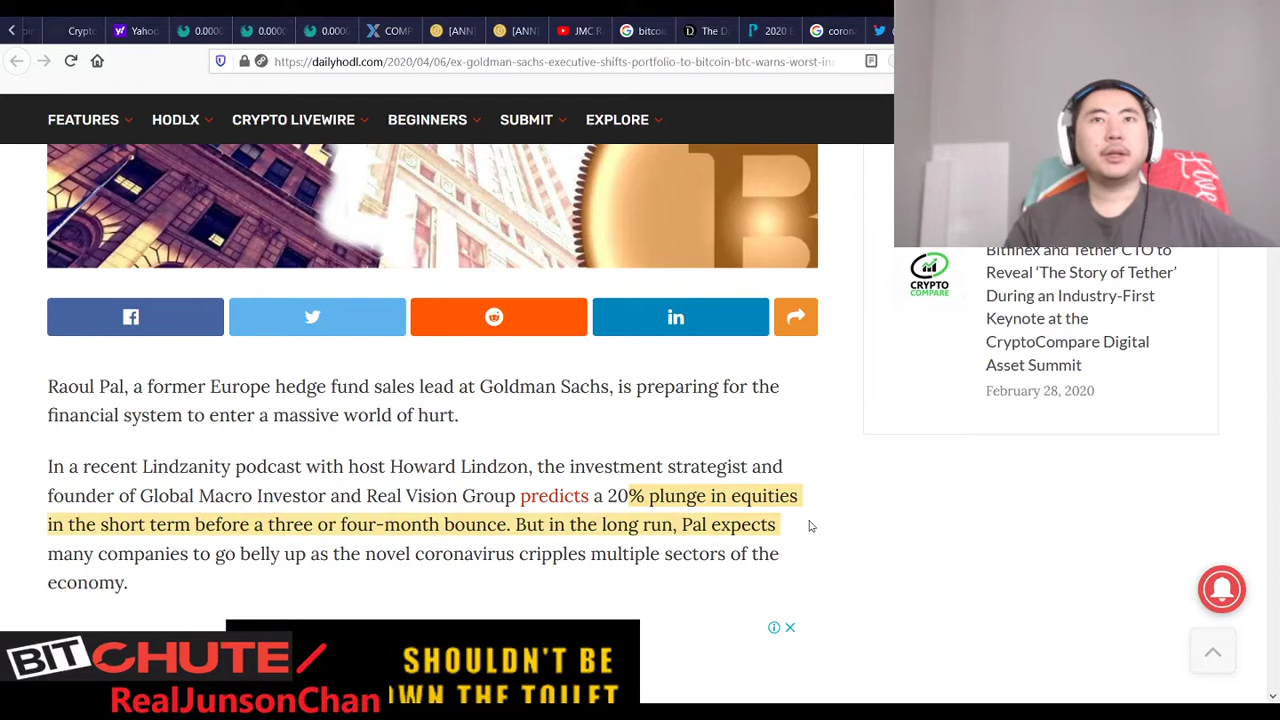 Crypto
Yahoo
0.0000
0.0000
0.0000
COMP
[ANN]
[ANN]
JMC R
bitcoi
The D
2020 E
coron
https://dailyhodl.com/2020/04/06/ex-goldman-sachs-executive-shifts-portfolio-to-bitcoin-btc-warns-worst-in
FEATURES
HODLX
CRYPTO LIVEWIRE
BEGINNERS
SUBMIT
EXPLORE
Live
CRYPTO
COMPARE
Bitfinex and Tether CTO to
Reveal ‘The Story of Tether’
During an Industry-First
Keynote at the
CryptoCompare Digital
Asset Summit
February 28, 2020
in
Raoul Pal, a former Europe hedge fund sales lead at Goldman Sachs, is preparing for the
financial system to enter a massive world of hurt.
In a recent Lindzanity podcast with host Howard Lindzon, the investment strategist and
founder of Global Macro Investor and Real Vision Group predicts a 20% plunge in equities
in the short term before a three or four-month bounce. But in the long run, Pal expects
many companies to go belly up as the novel coronavirus cripples multiple sectors of the
economy.
SHOULDN'T BE
OWN THE TOILET
BITCHUTE/
RealJunsonChan